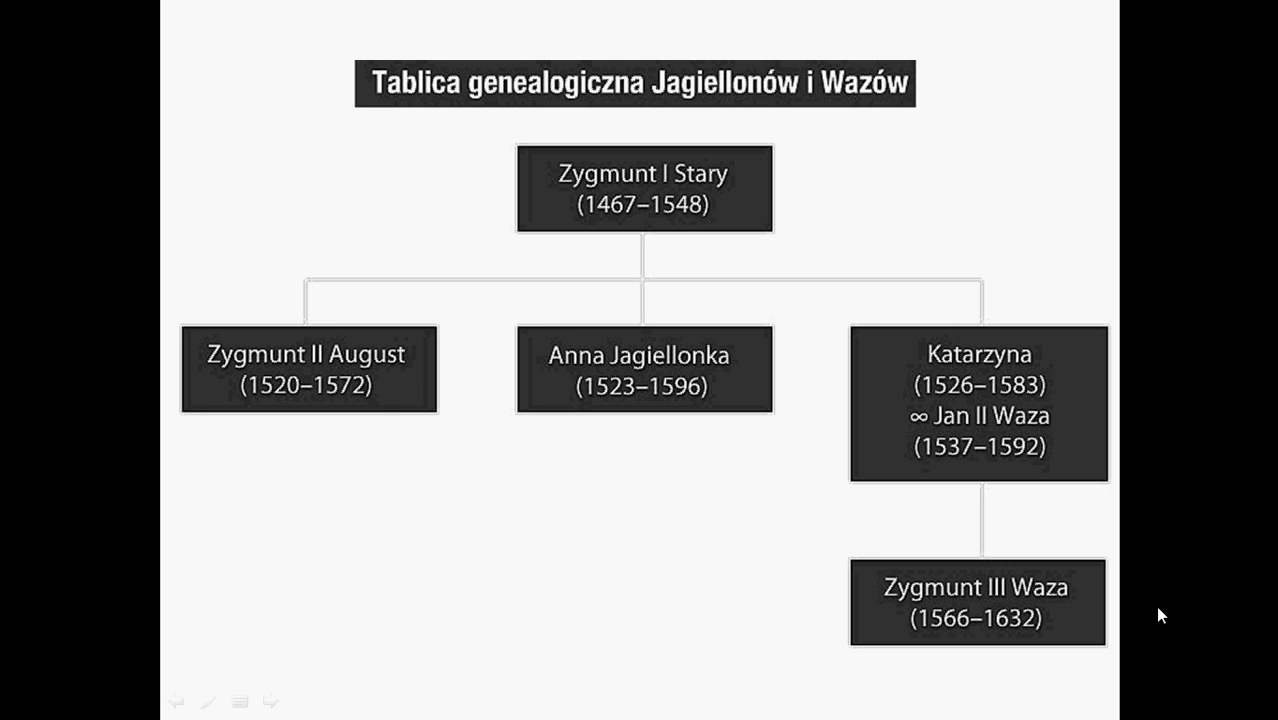 Tablica genealogiczna Jagiellonów i Wazów
Zygmunt I Stary
(1467–1548)
Zygmunt II August
(1520–1572)
Anna Jagiellonka
(1523–1596)
Katarzyna
(1526–1583)
∞ Jan II Waza
(1537–1592)
Zygmunt III Waza
(1566–1632)